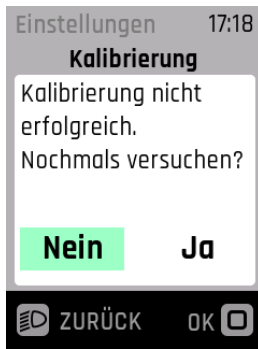 Einstellungen 17:18
Kalibrierung
Kalibrierung nicht
erfolgreich.
Nochmals versuchen?
Nein Ja
ZURÜCK OK